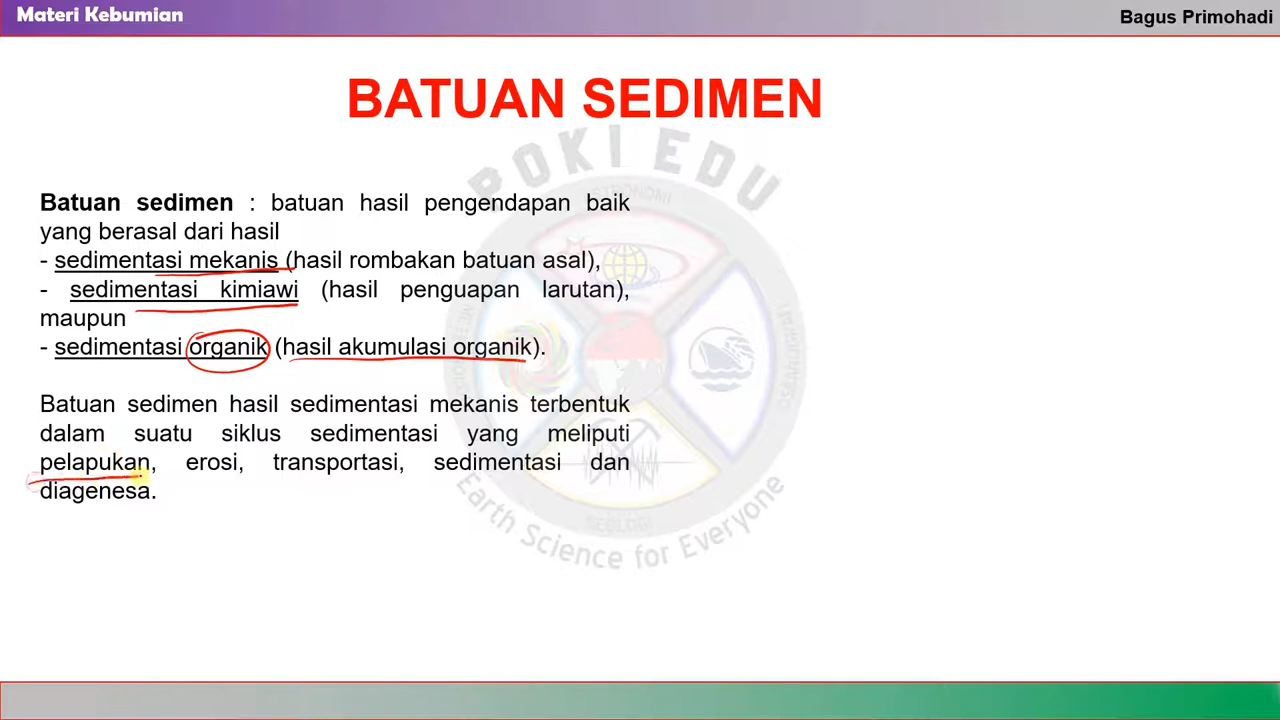 Materi Kebumian
Bagus Primohadi
BATUAN SEDIMEN
POKI EDU
Batuan sedimen : batuan hasil pengendapan baik
yang berasal dari hasil
- sedimentasi mekanis (hasil rombakan batuan asal),
- sedimentasi kimiawi (hasil penguapan larutan),
maupun
- sedimentasi organik (hasil akumulasi organik).
Batuan sedimen hasil sedimentasi mekanis terbentuk
dalam suatu siklus sedimentasi yang meliputi
pelapukan, erosi, transportasi, sedimentasi dan
diagenesa.
GEOLOGI
Earth Science for Everyone